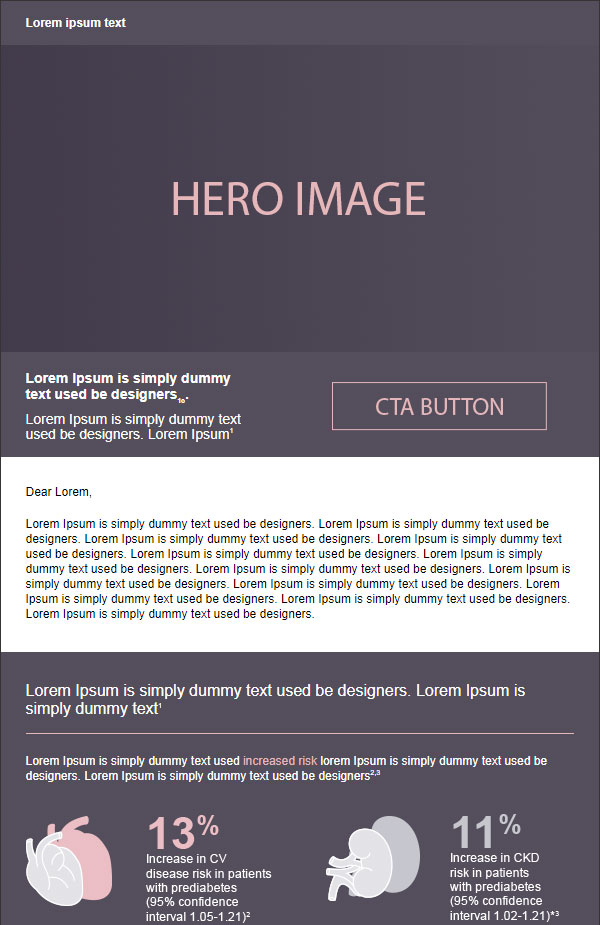 Lorem ipsum text
HERO IMAGE
Lorem Ipsum is simply dummy
text used be designers₁₀.
Lorem Ipsum is simply dummy text
used be designers. Lorem Ipsum¹
CTA BUTTON
Dear Lorem,
Lorem Ipsum is simply dummy text used be designers. Lorem Ipsum is simply dummy text used be
designers. Lorem Ipsum is simply dummy text used be designers. Lorem Ipsum is simply dummy
text used be designers. Lorem Ipsum is simply dummy text used be designers. Lorem Ipsum is simply
dummy text used be designers. Lorem Ipsum is simply dummy text used be designers. Lorem Ipsum is
simply dummy text used be designers. Lorem Ipsum is simply dummy text used be designers. Lorem
Ipsum is simply dummy text used be designers. Lorem Ipsum is simply dummy text used be designers.
Lorem Ipsum is simply dummy text used be designers.
Lorem Ipsum is simply dummy text used be designers. Lorem Ipsum is
simply dummy text¹
Lorem Ipsum is simply dummy text used increased risk lorem Ipsum is simply dummy text used be
designers. Lorem Ipsum is simply dummy text used be designers²,³
13%
Increase in CV
disease risk in patients
with prediabetes
(95% confidence
interval 1.05-1.21)²
11%
Increase in CKD
risk in patients
with prediabetes
(95% confidence
interval 1.02-1.21)*³